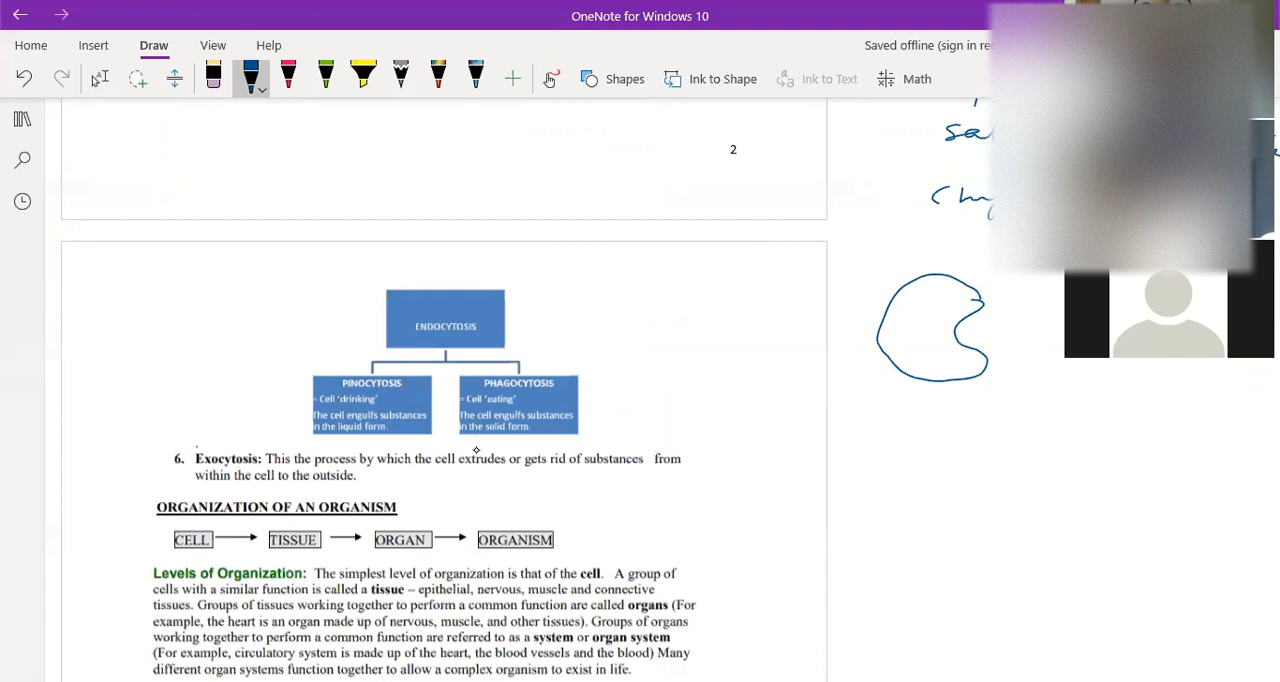 OneNote for Windows 10
Home Insert Draw View Help
Saved offline (sign in
Shapes Ink to Shape Ink to Text Math
2
ENDOCYTOSIS
PINOCYTOSIS
- Cell 'drinking'
The cell engulfs substances
in the liquid form.
PHAGOCYTOSIS
- Cell 'eating'
The cell engulfs substances
in the solid form.
6. Exocytosis: This the process by which the cell extrudes or gets rid of substances from
within the cell to the outside.
ORGANIZATION OF AN ORGANISM
CELL TISSUE ORGAN ORGANISM
Levels of Organization: The simplest level of organization is that of the cell. A group of
cells with a similar function is called a tissue – epithelial, nervous, muscle and connective
tissues. Groups of tissues working together to perform a common function are called organs (For
example, the heart is an organ made up of nervous, muscle, and other tissues). Groups of organs
working together to perform a common function are referred to as a system or organ system
(For example, circulatory system is made up of the heart, the blood vessels and the blood) Many
different organ systems function together to allow a complex organism to exist in life.